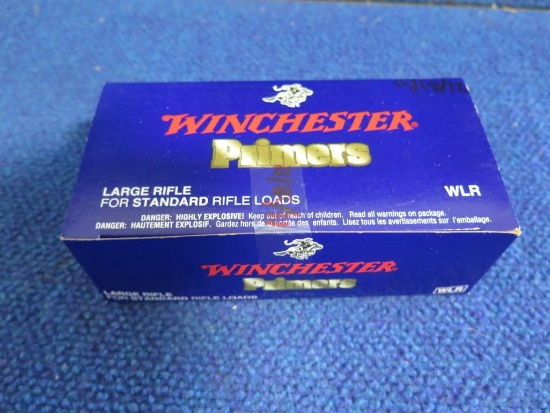 WINCHESTER®
Primers
LARGE RIFLE
FOR STANDARD RIFLE LOADS
WLR
DANGER: HIGHLY EXPLOSIVE! Keep out of reach of children. Read all warnings on package.
DANGER: HAUTEMENT EXPLOSIF. Gardez hors de la portée des enfants. Lisez tous les avertissements sur l'emballage.
WINCHESTER
Primers
LARGE RIFLE
FOR STANDARD RIFLE LOADS
WLR